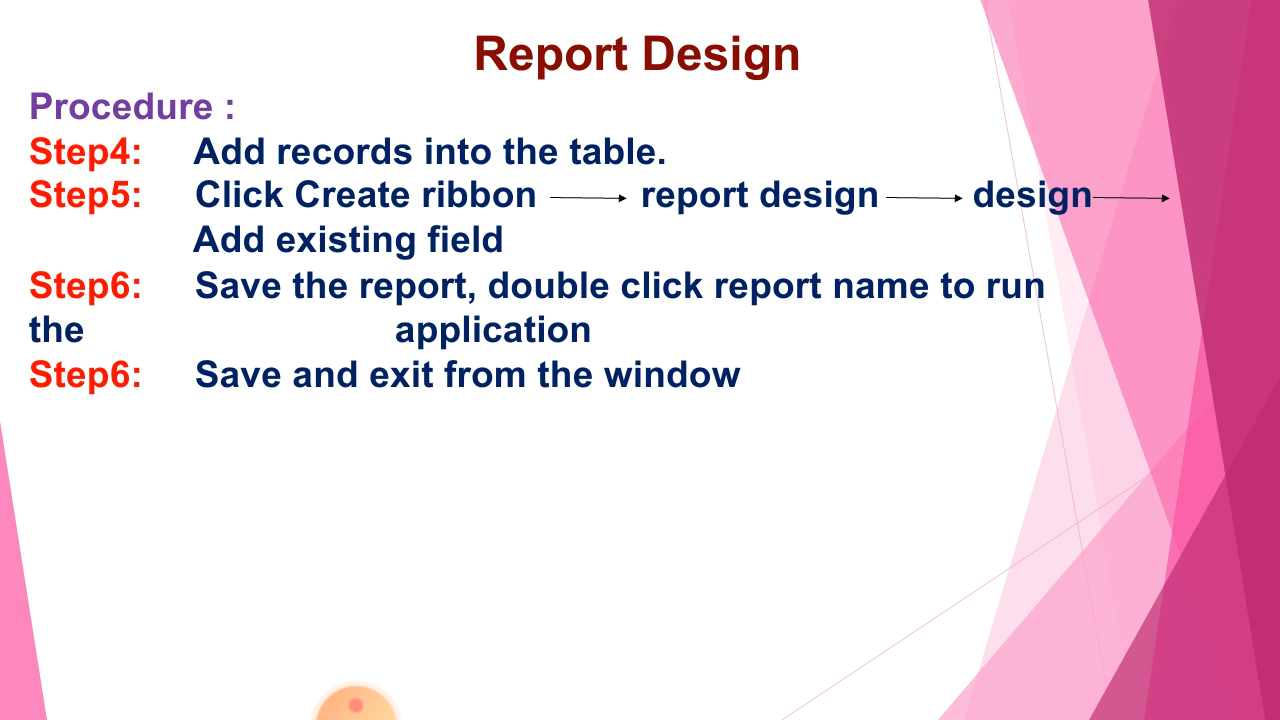 Report Design
Procedure :
Step4: Add records into the table.
Step5: Click Create ribbon report design design
Add existing field
Step6: Save the report, double click report name to run
the application
Step6: Save and exit from the window